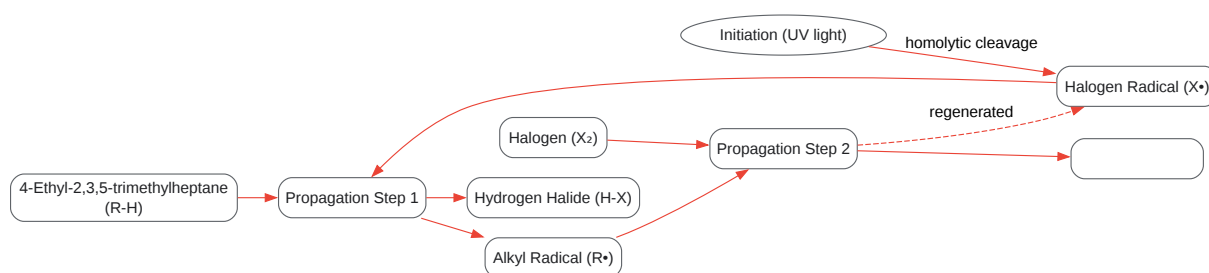 Initiation (UV light)
homolytic cleavage
Halogen Radical (X•)
regenerated
Halogen (X₂)
Propagation Step 2
4-Ethyl-2,3,5-trimethylheptane
(R-H)
Propagation Step 1
Hydrogen Halide (H-X)
Alkyl Radical (R•)